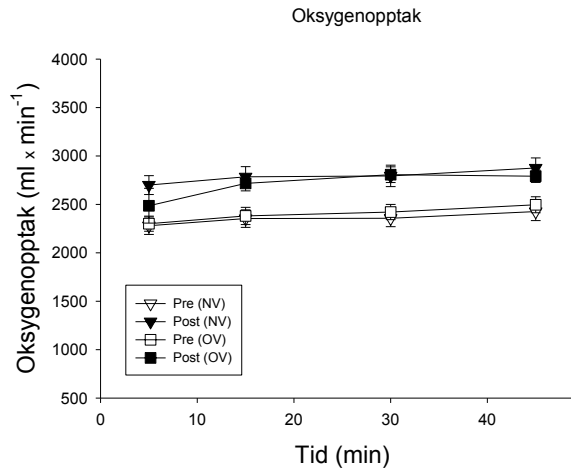 Oksygenopptak
Oksygenopptak (ml x min⁻¹)
4000
3500
3000
2500
2000
1500
1000
500
Pre (NV)
Post (NV)
Pre (OV)
Post (OV)
0 10 20 30 40
Tid (min)